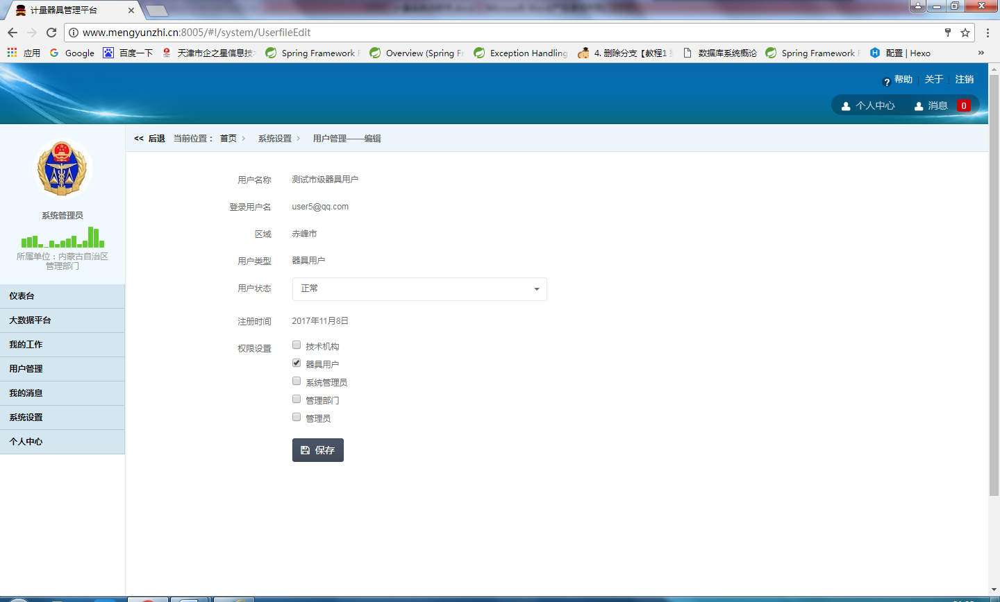 计量器具管理平台
www.mengyunzhi.cn:8005/#!/system/UserfileEdit
应用 Google 百度一下 天津市企之星信息技 Spring Framework Overview (Spring Fr Exception Handling 4. 删除分支【教程1 数据库系统概论 Spring Framework 配置 | Hexo »
帮助 关于 注销
个人中心 消息 0
<< 后退 当前位置： 首页 系统设置 用户管理——编辑
系统管理员
所属单位：内蒙古自治区
管理部门
仪表台
大数据平台
我的工作
用户管理
我的消息
系统设置
个人中心
用户名称 测试市级器具用户
登录用户名 user5@qq.com
区域 赤峰市
用户类型 器具用户
用户状态 正常
注册时间 2017年11月8日
权限设置 技术机构
器具用户
系统管理员
管理部门
管理员
保存